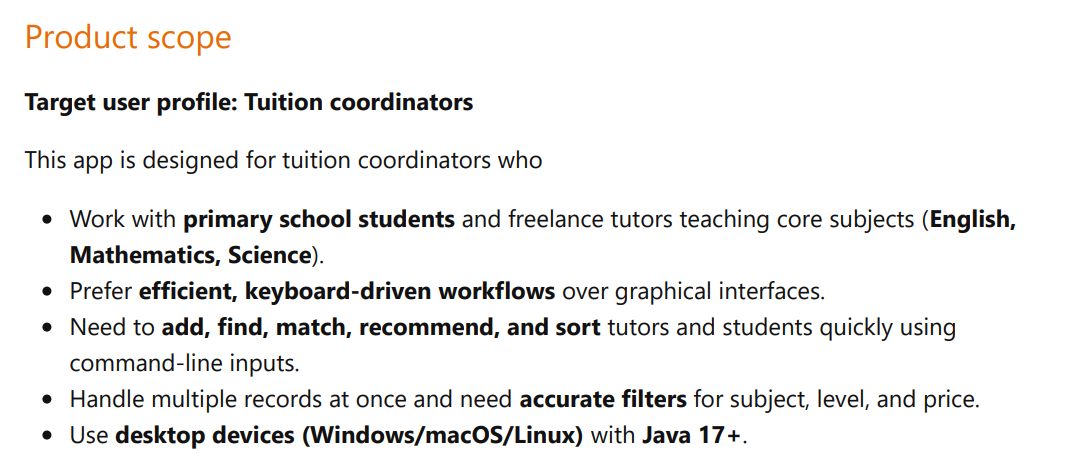 Product scope
Target user profile: Tuition coordinators
This app is designed for tuition coordinators who
• Work with primary school students and freelance tutors teaching core subjects (English,
Mathematics, Science).
• Prefer efficient, keyboard-driven workflows over graphical interfaces.
• Need to add, find, match, recommend, and sort tutors and students quickly using
command-line inputs.
• Handle multiple records at once and need accurate filters for subject, level, and price.
• Use desktop devices (Windows/macOS/Linux) with Java 17+.